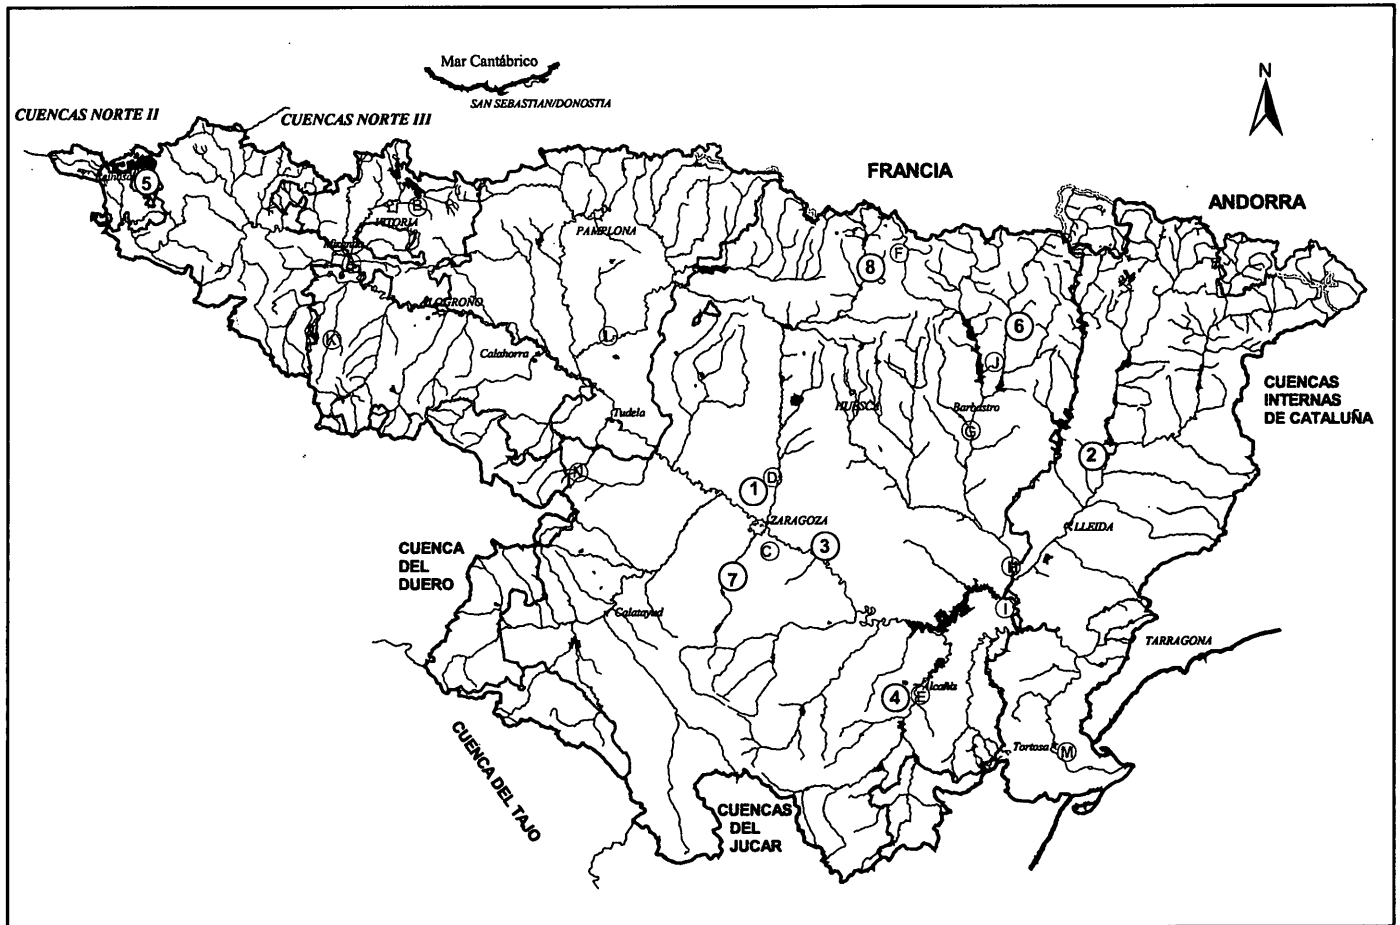 Mar Cantábrico
N
SAN SEBASTIAN/DONOSTIA
CUENCAS NORTE II
CUENCAS NORTE III
FRANCIA
ANDORRA
5
B
VITORIA
PAMPLONA
Miranda
A
8
F
LOGROÑO
K
L
6
Calahorra
J
CUENCAS
INTERNAS
DE CATALUÑA
HUESCA
Barbastro
Tudela
G
N
2
1
D
ZARAGOZA
LLEIDA
CUENCA
DEL
DUERO
C
3
7
H
I
Calatayud
TARRAGONA
4
E
Alcañiz
Tortosa
M
CUENCA DEL TAJO
CUENCAS
DEL
JUCAR